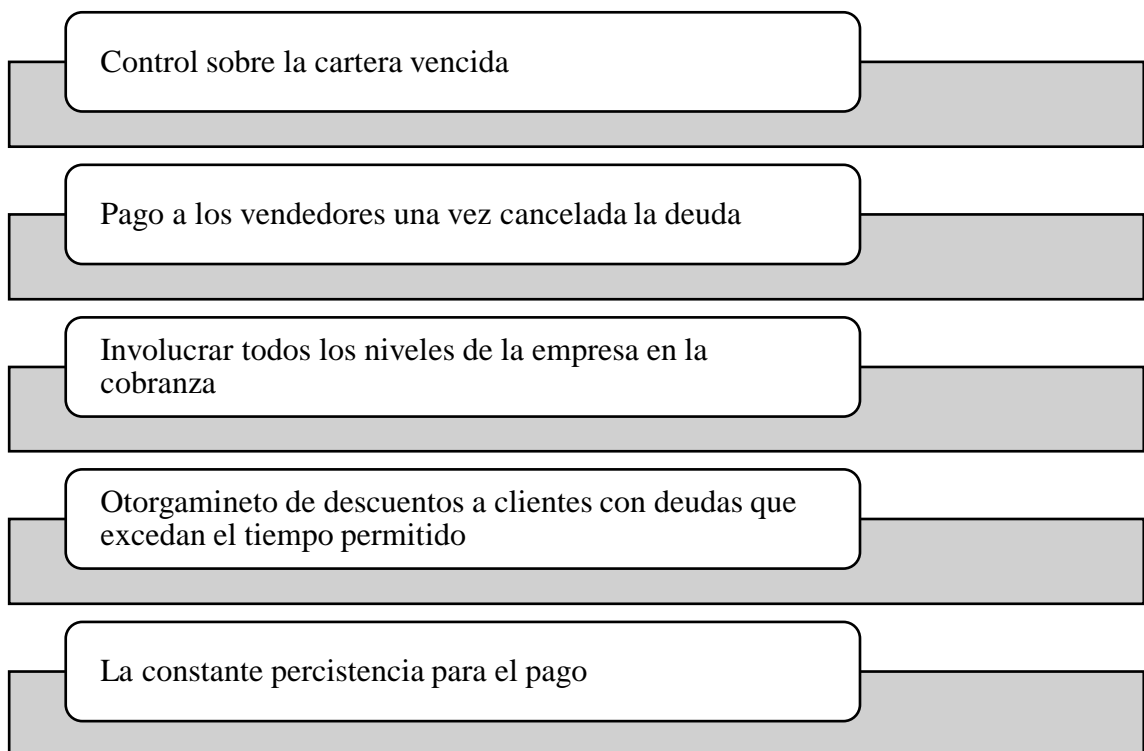 Control sobre la cartera vencida
Pago a los vendedores una vez cancelada la deuda
Involucrar todos los niveles de la empresa en la
cobranza
Otorgamineto de descuentos a clientes con deudas que
excedan el tiempo permitido
La constante percistencia para el pago